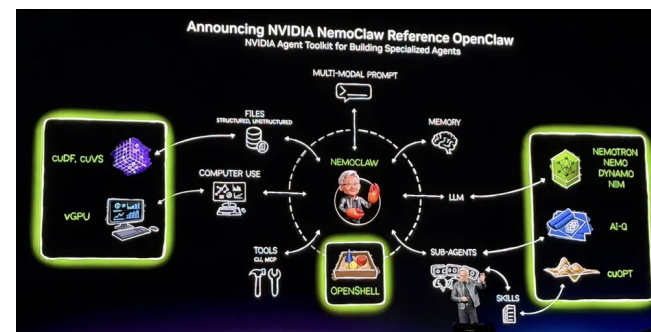 Announcing NVIDIA NemoClaw Reference OpenClaw
NVIDIA Agent Toolkit for Building Specialized Agents
MULTI-MODAL PROMPT
FILES
STRUCTURED, UNSTRUCTURED
MEMORY
cuDF, cuVS
NEMOCLAW
NEMOTRON
NEMO
DYNAMO
NIM
COMPUTER USE
LLM
vGPU
AI-Q
TOOLS
CLI, MCP
OPENSHELL
SUB-AGENTS
SKILLS
cuOPT